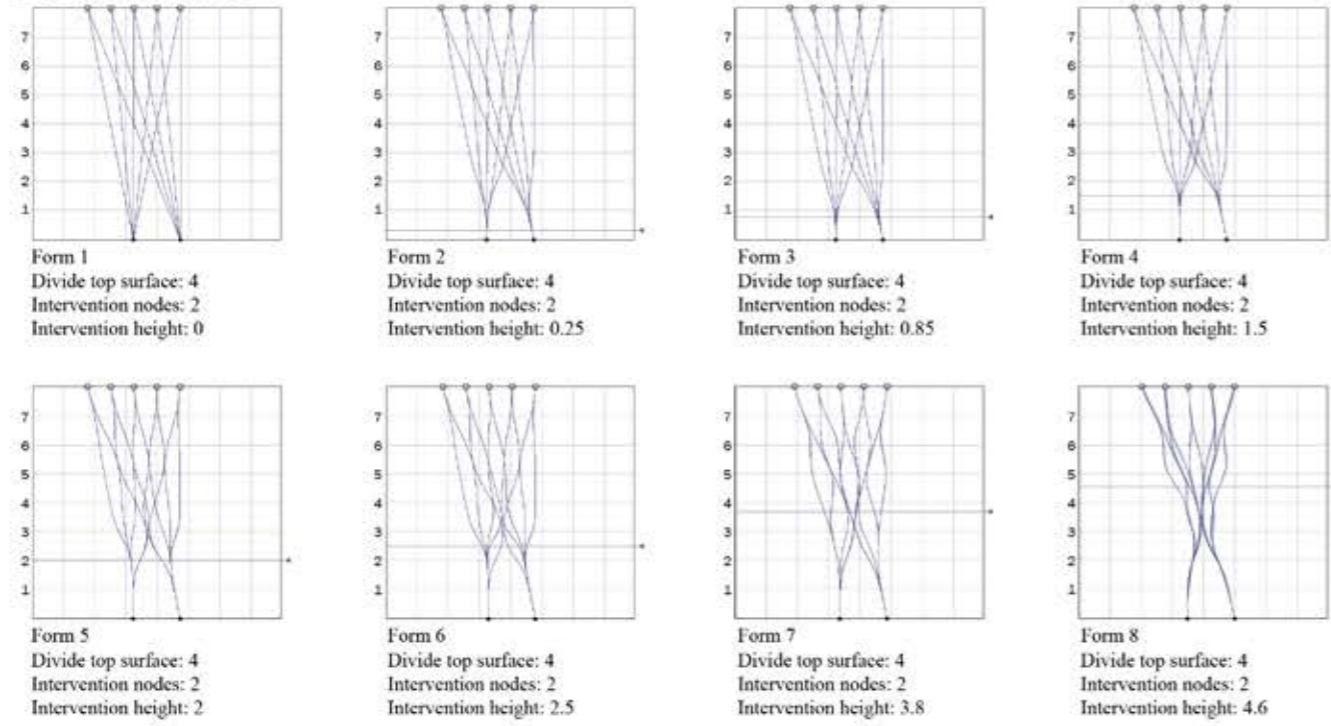 7
6
5
4
3
2
1
Form 1
Divide top surface: 4
Intervention nodes: 2
Intervention height: 0
7
6
5
4
3
2
1
Form 2
Divide top surface: 4
Intervention nodes: 2
Intervention height: 0.25
7
6
5
4
3
2
1
Form 3
Divide top surface: 4
Intervention nodes: 2
Intervention height: 0.85
7
6
5
4
3
2
1
Form 4
Divide top surface: 4
Intervention nodes: 2
Intervention height: 1.5
7
6
5
4
3
2
1
Form 5
Divide top surface: 4
Intervention nodes: 2
Intervention height: 2
7
6
5
4
3
2
1
Form 6
Divide top surface: 4
Intervention nodes: 2
Intervention height: 2.5
7
6
5
4
3
2
1
Form 7
Divide top surface: 4
Intervention nodes: 2
Intervention height: 3.8
7
6
5
4
3
2
1
Form 8
Divide top surface: 4
Intervention nodes: 2
Intervention height: 4.6